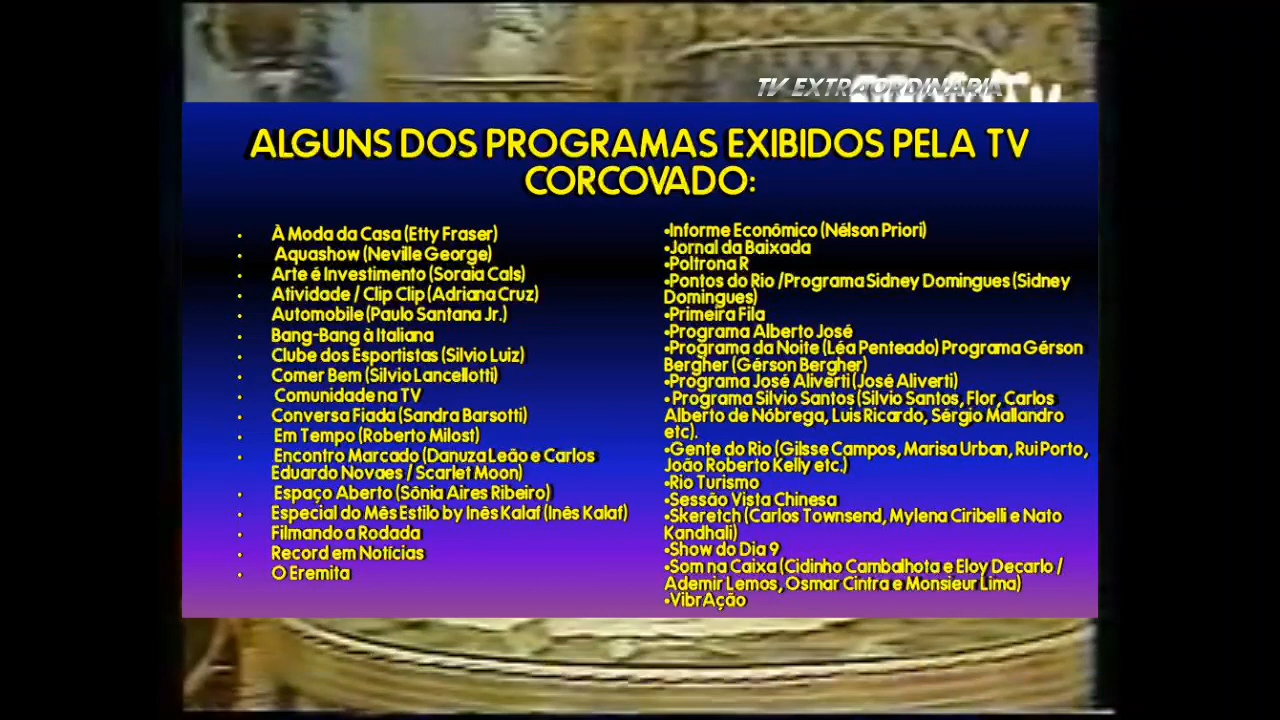 TV EXTRAORDINÁRIA
ALGUNS DOS PROGRAMAS EXIBIDOS PELA TV
CORCOVADO:
• À Moda da Casa (Etty Fraser)
• Aquashow (Neville George)
• Arte é Investimento (Soraia Cals)
• Atividade / Clip Clip (Adriana Cruz)
• Automobile (Paulo Santana Jr.)
• Bang-Bang à Italiana
• Clube dos Esportistas (Silvio Luiz)
• Comer Bem (Silvio Lancellotti)
• Comunidade na TV
• Conversa Fiada (Sandra Barsotti)
• Em Tempo (Roberto Milost)
• Encontro Marcado (Danuza Leão e Carlos
Eduardo Novaes / Scarlet Moon)
• Espaço Aberto (Sônia Aires Ribeiro)
• Especial do Mês Estilo by Inês Kalaf (Inês Kalaf)
• Filmando a Rodada
• Record em Notícias
• O Eremita
•Informe Econômico (Nélson Priori)
•Jornal da Baixada
•Poltrona R
•Pontos do Rio /Programa Sidney Domingues (Sidney
Domingues)
•Primeira Fila
•Programa Alberto José
•Programa da Noite (Léa Penteado) Programa Gérson
Bergher (Gérson Bergher)
•Programa José Aliverti (José Aliverti)
• Programa Silvio Santos (Silvio Santos, Flor, Carlos
Alberto de Nóbrega, Luis Ricardo, Sérgio Mallandro
etc).
•Gente do Rio (Gilsse Campos, Marisa Urban, Rui Porto,
João Roberto Kelly etc.)
•Rio Turismo
•Sessão Vista Chinesa
•Skeretch (Carlos Townsend, Mylena Ciribelli e Nato
Kandhali)
•Show do Dia 9
•Som na Caixa (Cidinho Cambalhota e Eloy Decarlo /
Ademir Lemos, Osmar Cintra e Monsieur Lima)
•VibrAção